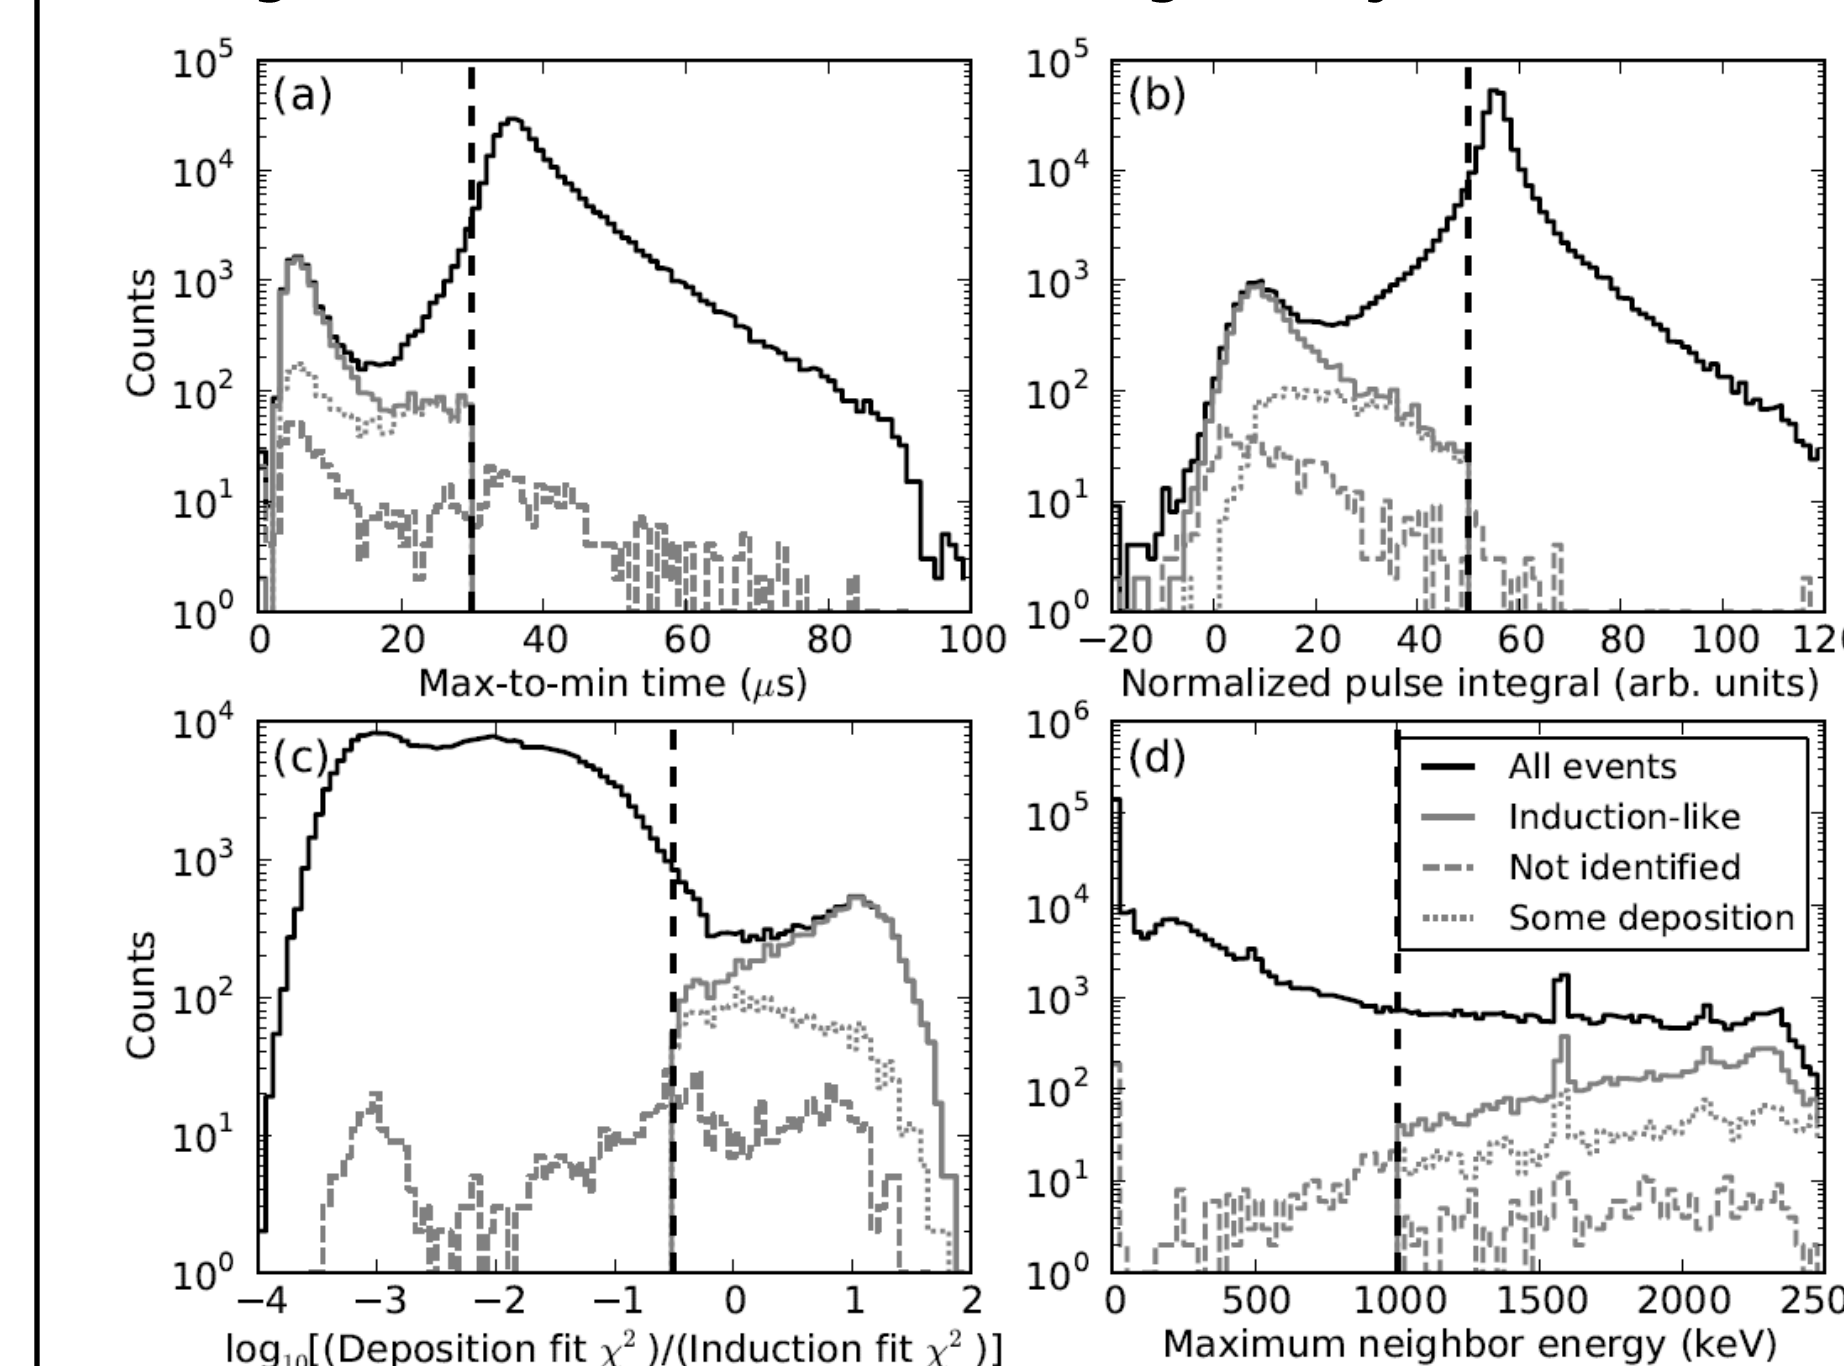 (a)
10^5
10^4
10^3
10^2
10^1
10^0
Counts
0 20 40 60 80 100
Max-to-min time (μs)
(b)
10^5
10^4
10^3
10^2
10^1
10^0
−20 0 20 40 60 80 100
Normalized pulse integral (arb. units)
(c)
10^4
10^3
10^2
10^1
10^0
Counts
−4 −3 −2 −1 0 1 2
log₁₀[(Deposition fit χ²)/(Induction fit χ²)]
(d)
10^6
10^5
10^4
10^3
10^2
10^1
10^0
All events
Induction-like
Not identified
Some deposition
0 500 1000 1500 2000
Maximum neighbor energy (keV)